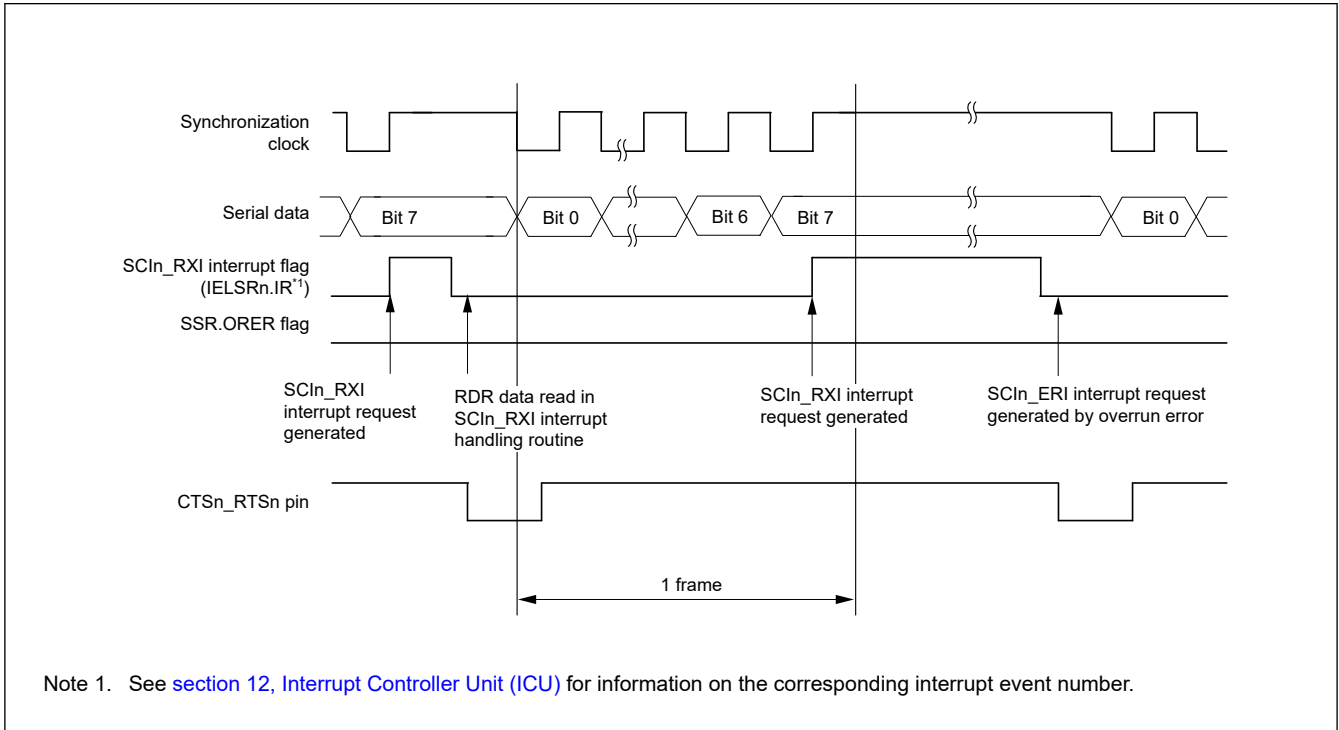 Synchronization
clock
Serial data
Bit 7
Bit 0
Bit 6
Bit 7
Bit 0
SCIn_RXI interrupt flag
(IELSRn.IR*1)
SSR.ORER flag
SCIn_RXI
interrupt request
generated
RDR data read in
SCIn_RXI interrupt
handling routine
SCIn_RXI interrupt
request generated
SCIn_ERI interrupt request
generated by overrun error
CTSn_RTSn pin
1 frame
Note 1. See section 12, Interrupt Controller Unit (ICU) for information on the corresponding interrupt event number.